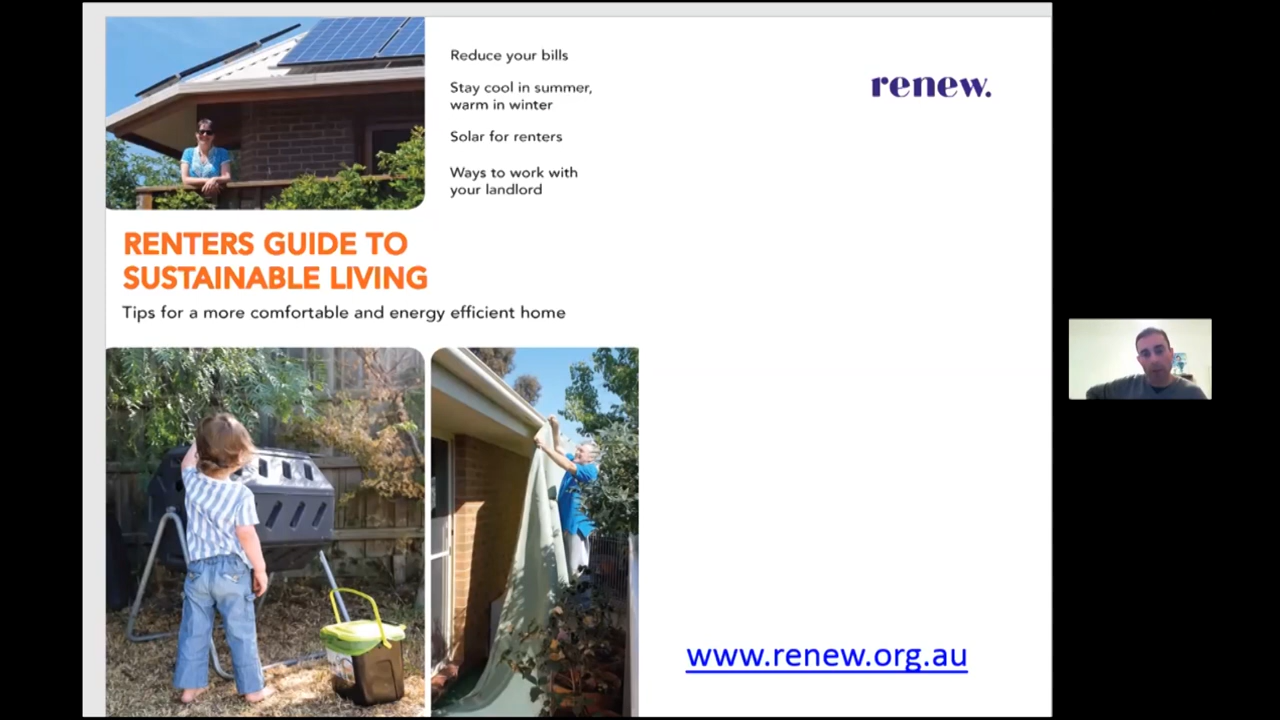 Reduce your bills
Stay cool in summer,
warm in winter
Solar for renters
Ways to work with
your landlord
renew.
RENTERS GUIDE TO
SUSTAINABLE LIVING
Tips for a more comfortable and energy efficient home
www.renew.org.au